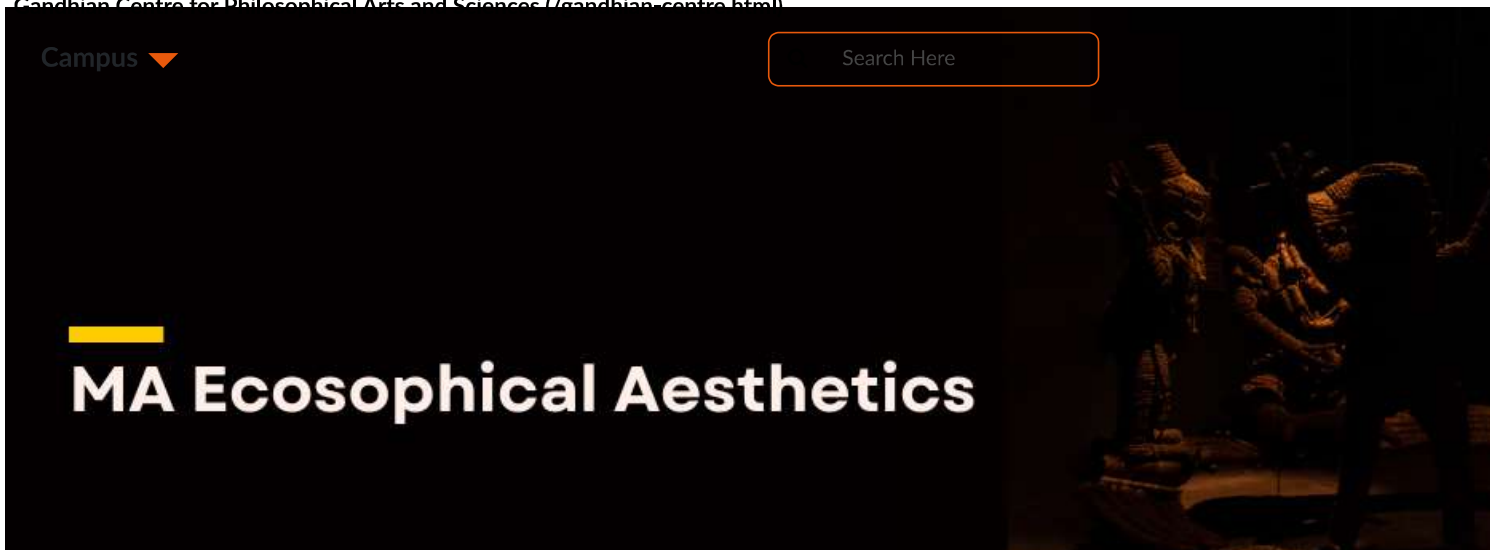 Gandhian Centre for Philosophical Arts and Sciences (/gandhian-centre.html)
Campus
Search Here
MA Ecosophical Aesthetics